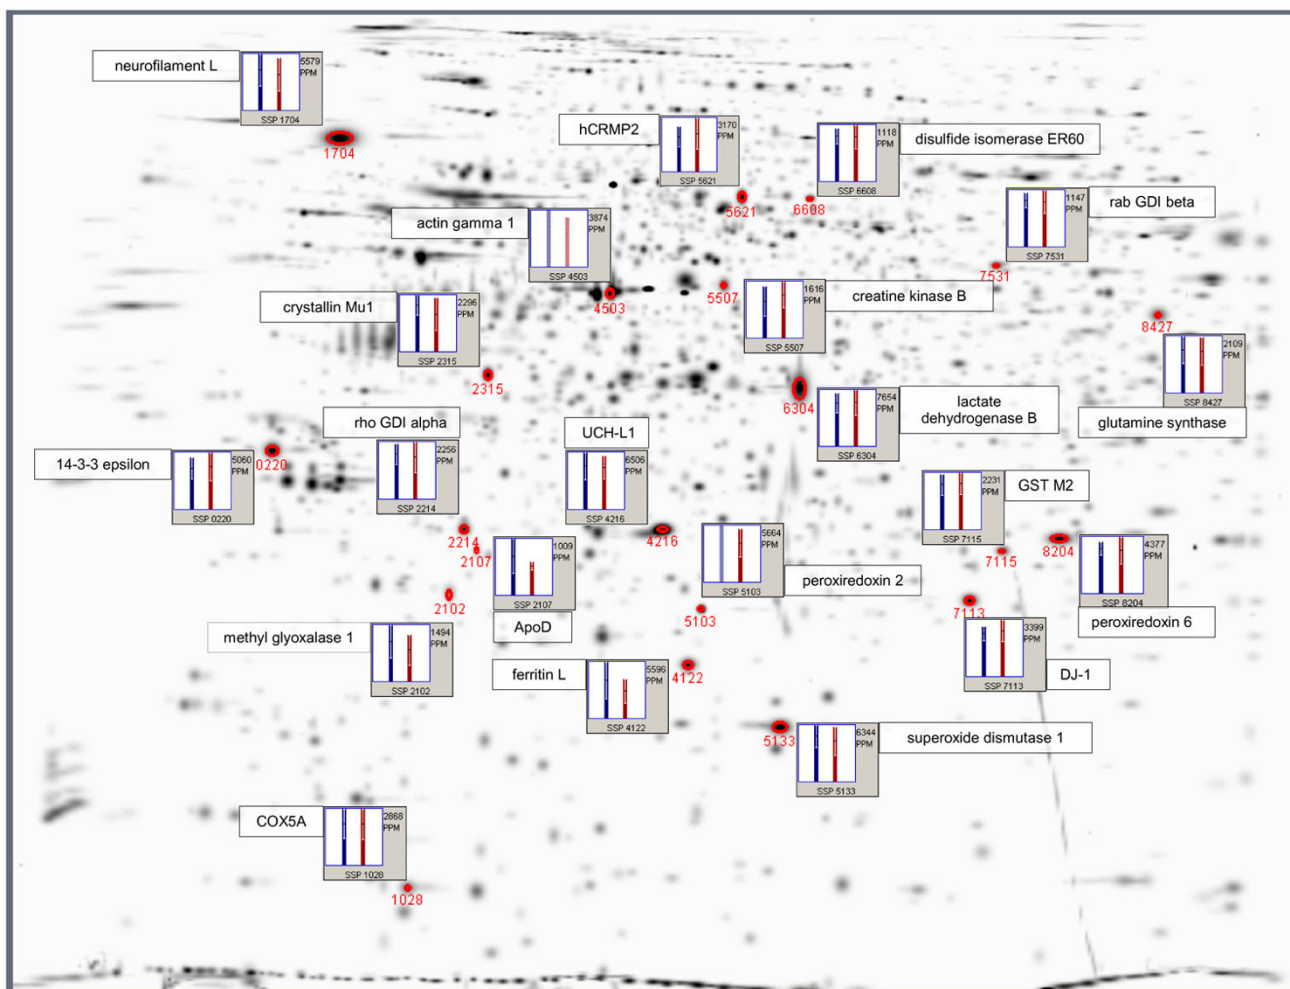 neurofilament L
5579
PPM
SSP 1704
1704
hCRMP2
3170
PPM
SSP 5621
5621
1118
PPM
SSP 6608
disulfide isomerase ER60
6608
1147
PPM
SSP 7531
rab GDI beta
7531
actin gamma 1
3874
PPM
SSP 4503
4503
5507
1616
PPM
SSP 5507
creatine kinase B
crystallin Mu1
2296
PPM
SSP 2315
2315
8427
2109
PPM
SSP 8427
glutamine synthase
6304
7654
PPM
SSP 6304
lactate
dehydrogenase B
rho GDI alpha
2256
PPM
SSP 2214
2214
UCH-L1
6506
PPM
SSP 4216
4216
14-3-3 epsilon
5060
PPM
SSP 0220
0220
2231
PPM
SSP 7115
GST M2
7115
8204
4377
PPM
SSP 8204
peroxiredoxin 6
2107
1009
PPM
SSP 2107
ApoD
5664
PPM
SSP 5103
peroxiredoxin 2
5103
2102
methyl glyoxalase 1
1494
PPM
SSP 2102
7113
3399
PPM
SSP 7113
DJ-1
ferritin L
5596
PPM
SSP 4122
4122
5133
6344
PPM
SSP 5133
superoxide dismutase 1
COX5A
2868
PPM
SSP 1028
1028